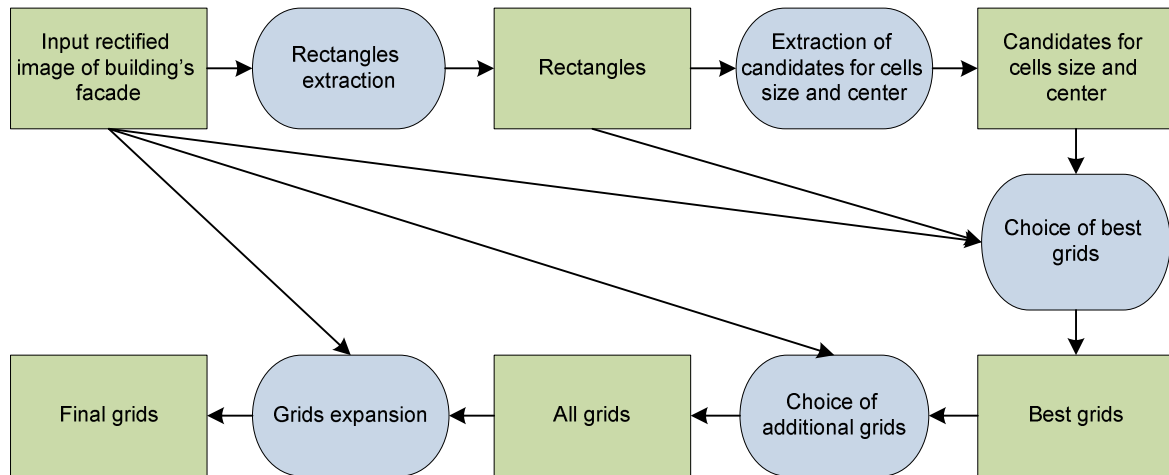 Input rectified
image of building's
facade
Rectangles
extraction
Rectangles
Extraction of
candidates for cells
size and center
Candidates for
cells size and
center
Choice of best
grids
Final grids
Grids expansion
All grids
Choice of
additional grids
Best grids